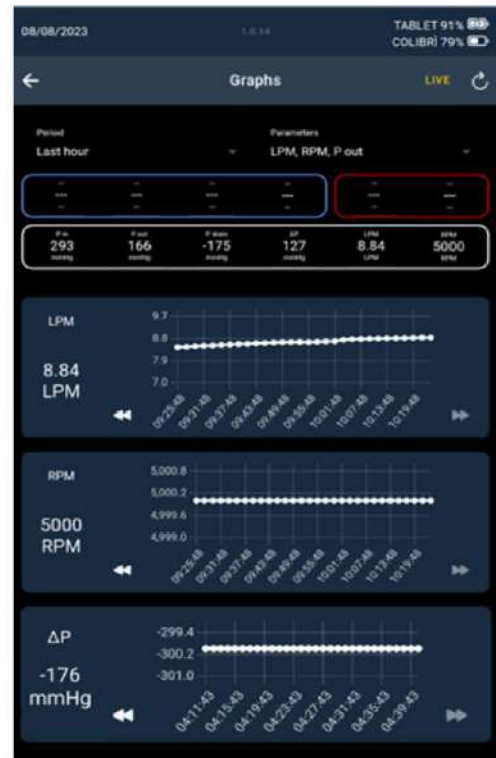 08/08/2023 1.0.14 TABLET 91%
COLIBRÌ 79%
Graphs LIVE
Period Parameters
Last hour LPM, RPM, P out
-- -- -- -- -- --
--- --- --- --- --- ---
-- -- -- -- -- --
P in P out P drain ΔP LPM RPM
293 166 -175 127 8.84 5000
mmHg mmHg mmHg mmHg LPM RPM
LPM
9.7
8.8
7.9
7.0
8.84
LPM
09:25:48 09:31:48 09:37:48 09:43:48 09:49:48 09:55:48 10:01:48 10:07:48 10:13:48 10:19:48
RPM
5,000.8
5,000.2
4,999.6
4,999.0
5000
RPM
09:25:48 09:31:48 09:37:48 09:43:48 09:49:48 09:55:48 10:01:48 10:07:48 10:13:48 10:19:48
ΔP
-299.4
-300.2
-301.0
-176
mmHg
04:11:43 04:15:43 04:19:43 04:23:43 04:27:43 04:31:43 04:35:43 04:39:43